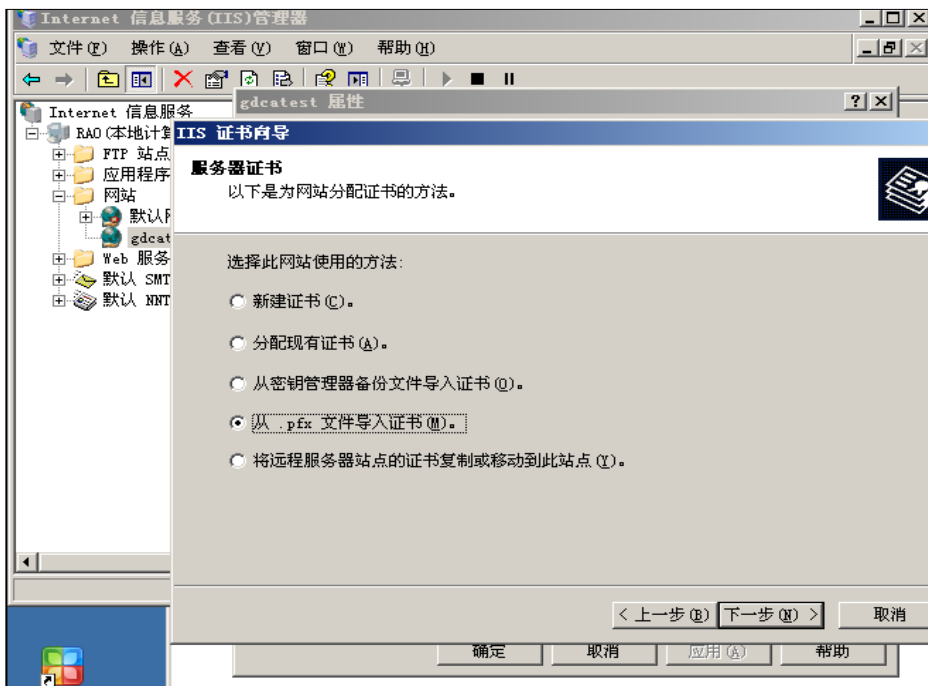 Internet 信息服务(IIS)管理器
文件(F) 操作(A) 查看(V) 窗口(W) 帮助(H)
gdcatest 属性
Internet 信息服务
RAO(本地计算
FTP 站点
应用程序
网站
默认网
gdcat
Web 服务
默认 SMT
默认 NNT
IIS 证书向导
服务器证书
以下是为网站分配证书的方法。
选择此网站使用的方法:
新建证书(C)。
分配现有证书(A)。
从密钥管理器备份文件导入证书(O)。
从 .pfx 文件导入证书(M)。
将远程服务器站点的证书复制或移动到此站点(Y)。
< 上一步(B) 下一步(N) > 取消
确定 取消 应用(A) 帮助